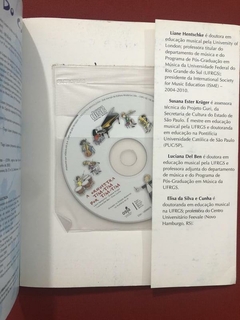 Liane Hentschke é doutora em
educação musical pela University of
London; professora titular do
departamento de música e do
Programa de Pós-Graduação em
Música da Universidade Federal do
Rio Grande do Sul (UFRGS);
presidente da International Society
for Music Education (ISME) –
2004-2010.
Susana Ester Krüger é assessora
técnica do Projeto Guri, da
Secretaria de Cultura do Estado de
São Paulo. É mestre em educação
musical pela UFRGS e doutoranda
em educação na Pontifícia
Universidade Católica de São Paulo
(PUC/SP).
Luciana Del Ben é doutora em
educação musical pela UFRGS e
professora adjunta do departamento
de música e do Programa de
Pós-Graduação em Música da
UFRGS.
Elisa da Silva e Cunha é
doutoranda em educação musical
na UFRGS; professora do Centro
Universitário Feevale (Novo
Hamburgo, RS).
A ORQUESTRA
TIM-TIM
POR TIM-TIM